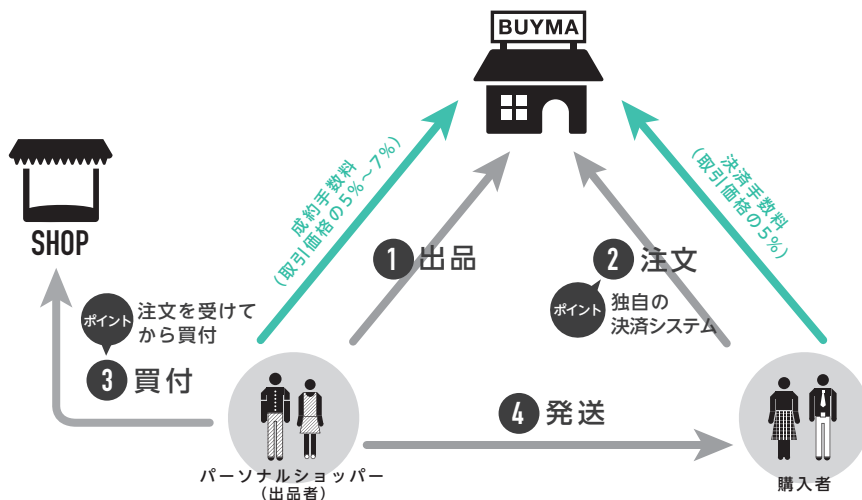 BUYMA
SHOP
成約手数料
(取引価格の5%~7%)
決済手数料
(取引価格の5%)
1 出品
2 注文
ポイント
独自の
決済システム
ポイント
注文を受けて
から買付
3 買付
4 発送
パーソナルショッパー
(出品者)
購入者